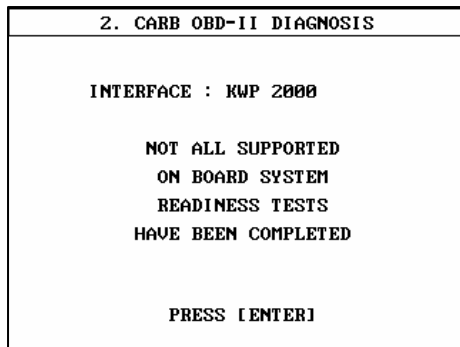 2. CARB OBD-II DIAGNOSIS
INTERFACE : KWP 2000
NOT ALL SUPPORTED
ON BOARD SYSTEM
READINESS TESTS
HAVE BEEN COMPLETED
PRESS [ENTER]